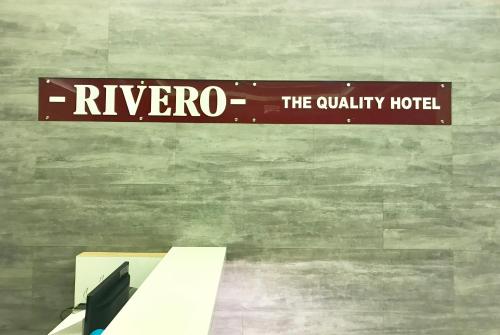 -RIVERO- THE QUALITY HOTEL